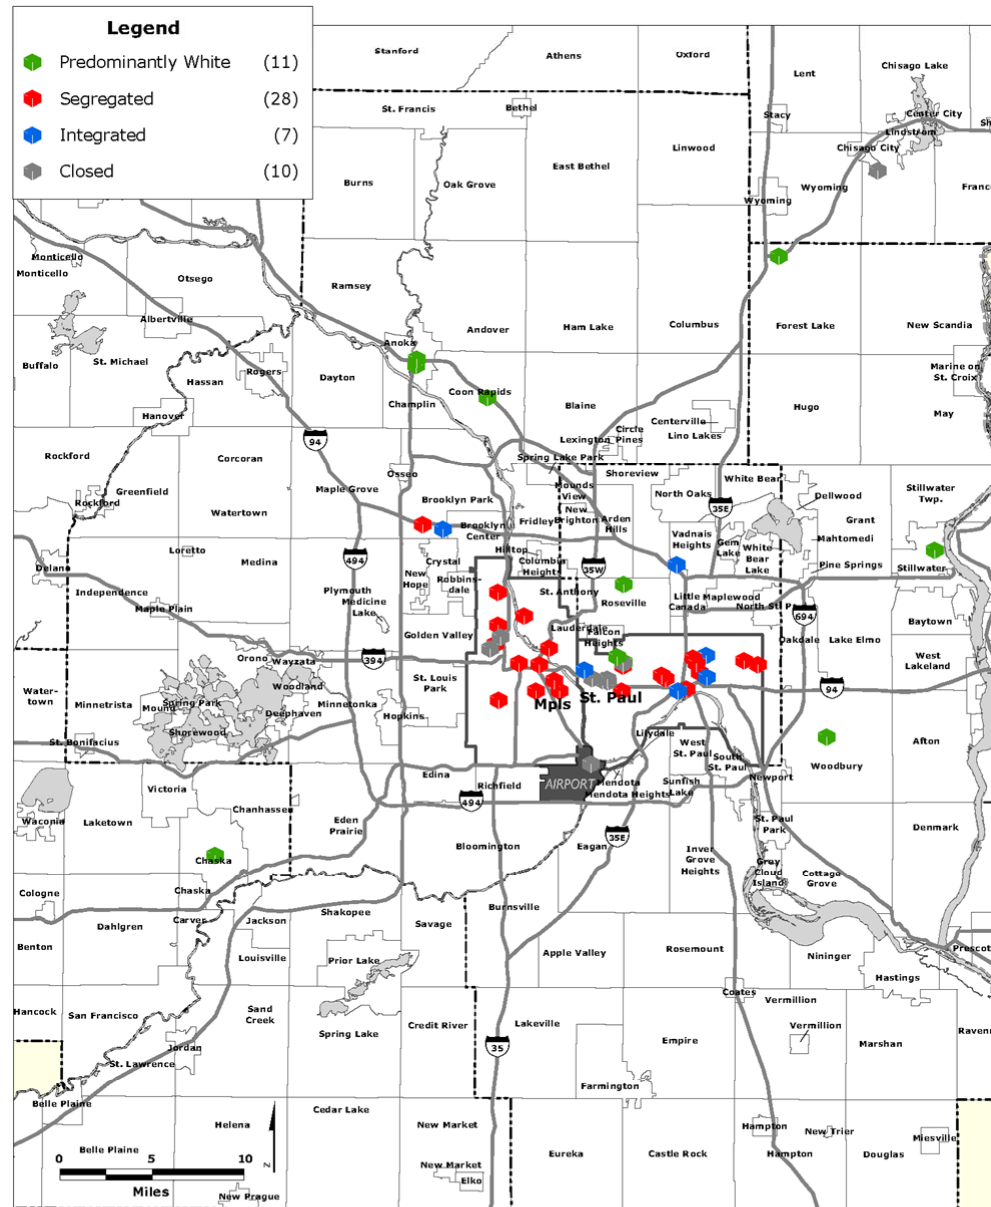 Legend
Predominantly White (11)
Segregated (28)
Integrated (7)
Closed (10)
Stanford
Athens
Oxford
Lent
Chisago Lake
St. Francis
Bethel
Stacy
Center City
Lindstrom
Chisago City
Linwood
East Bethel
Burns
Oak Grove
Wyoming
Wyoming
Monticello
Monticello
Otsego
Ramsey
Albertville
Andover
Ham Lake
Columbus
Forest Lake
New Scandia
Anoka
Buffalo
St. Michael
Rogers
Hassan
Dayton
Coon Rapids
Marine on
St. Croix
Champlin
Blaine
Hugo
May
Hanover
Centerville
Circle
Lexington Pines
Lino Lakes
94
Rockford
Corcoran
Spring Lake Park
Osseo
Shoreview
Mounds
View
White Bear
Maple Grove
Greenfield
Rockford
Brooklyn Park
North Oaks
Dellwood
Stillwater
Twp.
New
Brighton
35E
Watertown
Fridley
Arden
Hills
Grant
Brooklyn
Center
Vadnais
Heights
Mahtomedi
Gem
Lake
White
Bear
Lake
Loretto
Medina
494
Hilltop
Crystal
Columbia
Heights
35W
Pine Springs
Stillwater
Delano
New
Hope
Robbins-
dale
Independence
Plymouth
St. Anthony
Roseville
Little
Canada
Maplewood
Medicine
Lake
Maple Plain
North St P
694
Baytown
Lauderdale
Falcon
Heights
Golden Valley
Oakdale
Lake Elmo
Orono
Wayzata
394
West
Lakeland
Woodland
St. Louis
Park
94
Water-
town
Minnetrista
Mound
Spring Park
Deephaven
Minnetonka
Hopkins
Mpls
St. Paul
Shorewood
St. Bonifacius
Lilydale
West
St. Paul
South
St. Paul
Afton
Woodbury
Edina
Richfield
AIRPORT
Mendota
Mendota Heights
Sunfish
Lake
Newport
Victoria
Chanhassen
494
Waconia
Laketown
Eden
Prairie
St. Paul
Park
35E
Denmark
Bloomington
Eagan
Inver
Grove
Heights
Chaska
Grey
Cloud
Island
Cottage
Grove
Cologne
Chaska
Burnsville
Carver
Jackson
Shakopee
Savage
Dahlgren
Benton
Louisville
Prior Lake
Apple Valley
Rosemount
Nininger
Prescot
Hastings
Coates
Vermillion
Hancock
San Francisco
Sand
Creek
Spring Lake
Credit River
Lakeville
Vermillion
Empire
Marshan
Raven
Jordan
35
St. Lawrence
Farmington
Belle Plaine
Cedar Lake
Helena
New Market
Hampton
New Trier
Miesville
Belle Plaine
Eureka
Castle Rock
Hampton
Douglas
0 5 10
Miles
N
New Market
Elko
New Prague